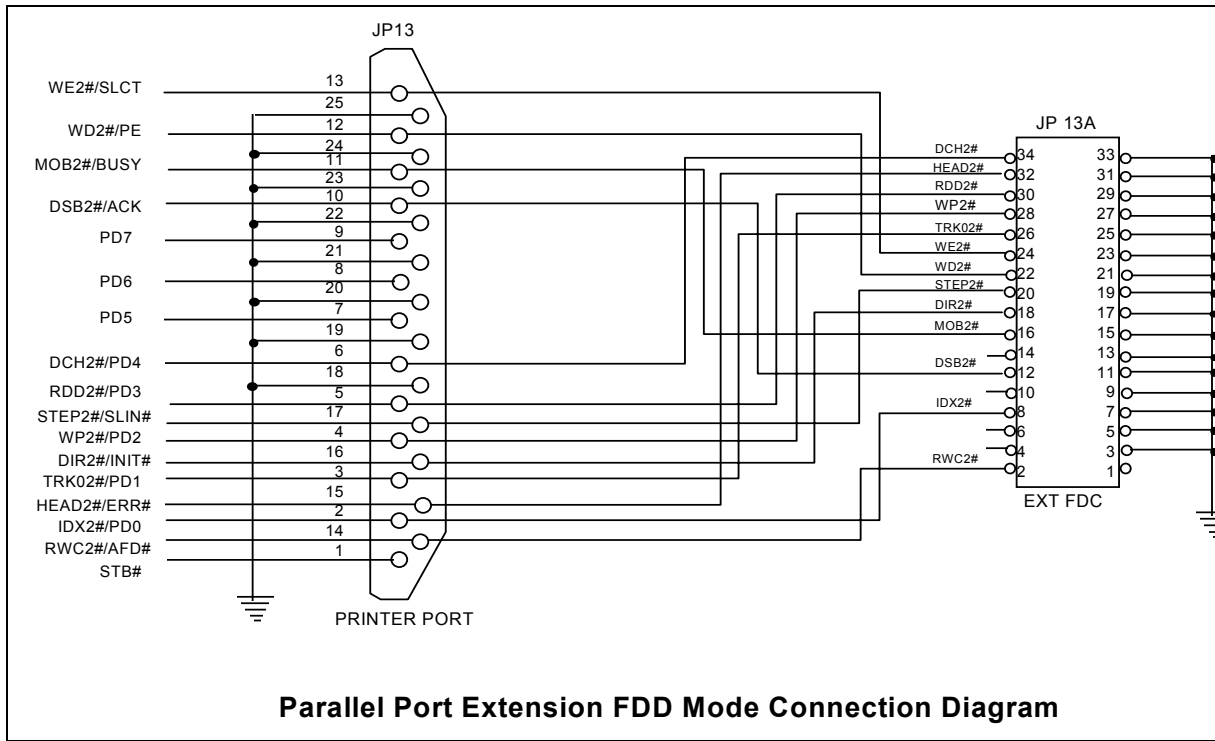 JP13
WE2#/SLCT
WD2#/PE
MOB2#/BUSY
DSB2#/ACK
PD7
PD6
PD5
DCH2#/PD4
RDD2#/PD3
STEP2#/SLIN#
WP2#/PD2
DIR2#/INIT#
TRK02#/PD1
HEAD2#/ERR#
IDX2#/PD0
RWC2#/AFD#
STB#
13
25
12
24
11
23
10
22
9
21
8
20
7
19
6
18
5
17
4
16
3
15
2
14
1
PRINTER PORT
JP 13A
DCH2# 34 33
HEAD2# 32 31
RDD2# 30 29
WP2# 28 27
TRK02# 26 25
WE2# 24 23
WD2# 22 21
STEP2# 20 19
DIR2# 18 17
MOB2# 16 15
14 13
DSB2# 12 11
10 9
IDX2# 8 7
6 5
4 3
RWC2# 2 1
EXT FDC
Parallel Port Extension FDD Mode Connection Diagram